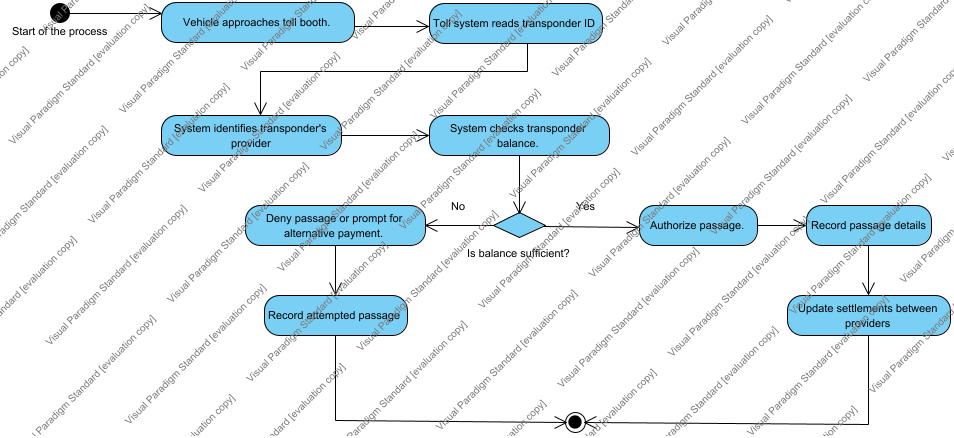 Start of the process
Vehicle approaches toll booth.
Toll system reads transponder ID
System identifies transponder's
provider
System checks transponder
balance.
No
Yes
Deny passage or prompt for
alternative payment.
Is balance sufficient?
Authorize passage.
Record passage details
Record attempted passage
Update settlements between
providers
Visual Paradigm Standard [evaluation copy]